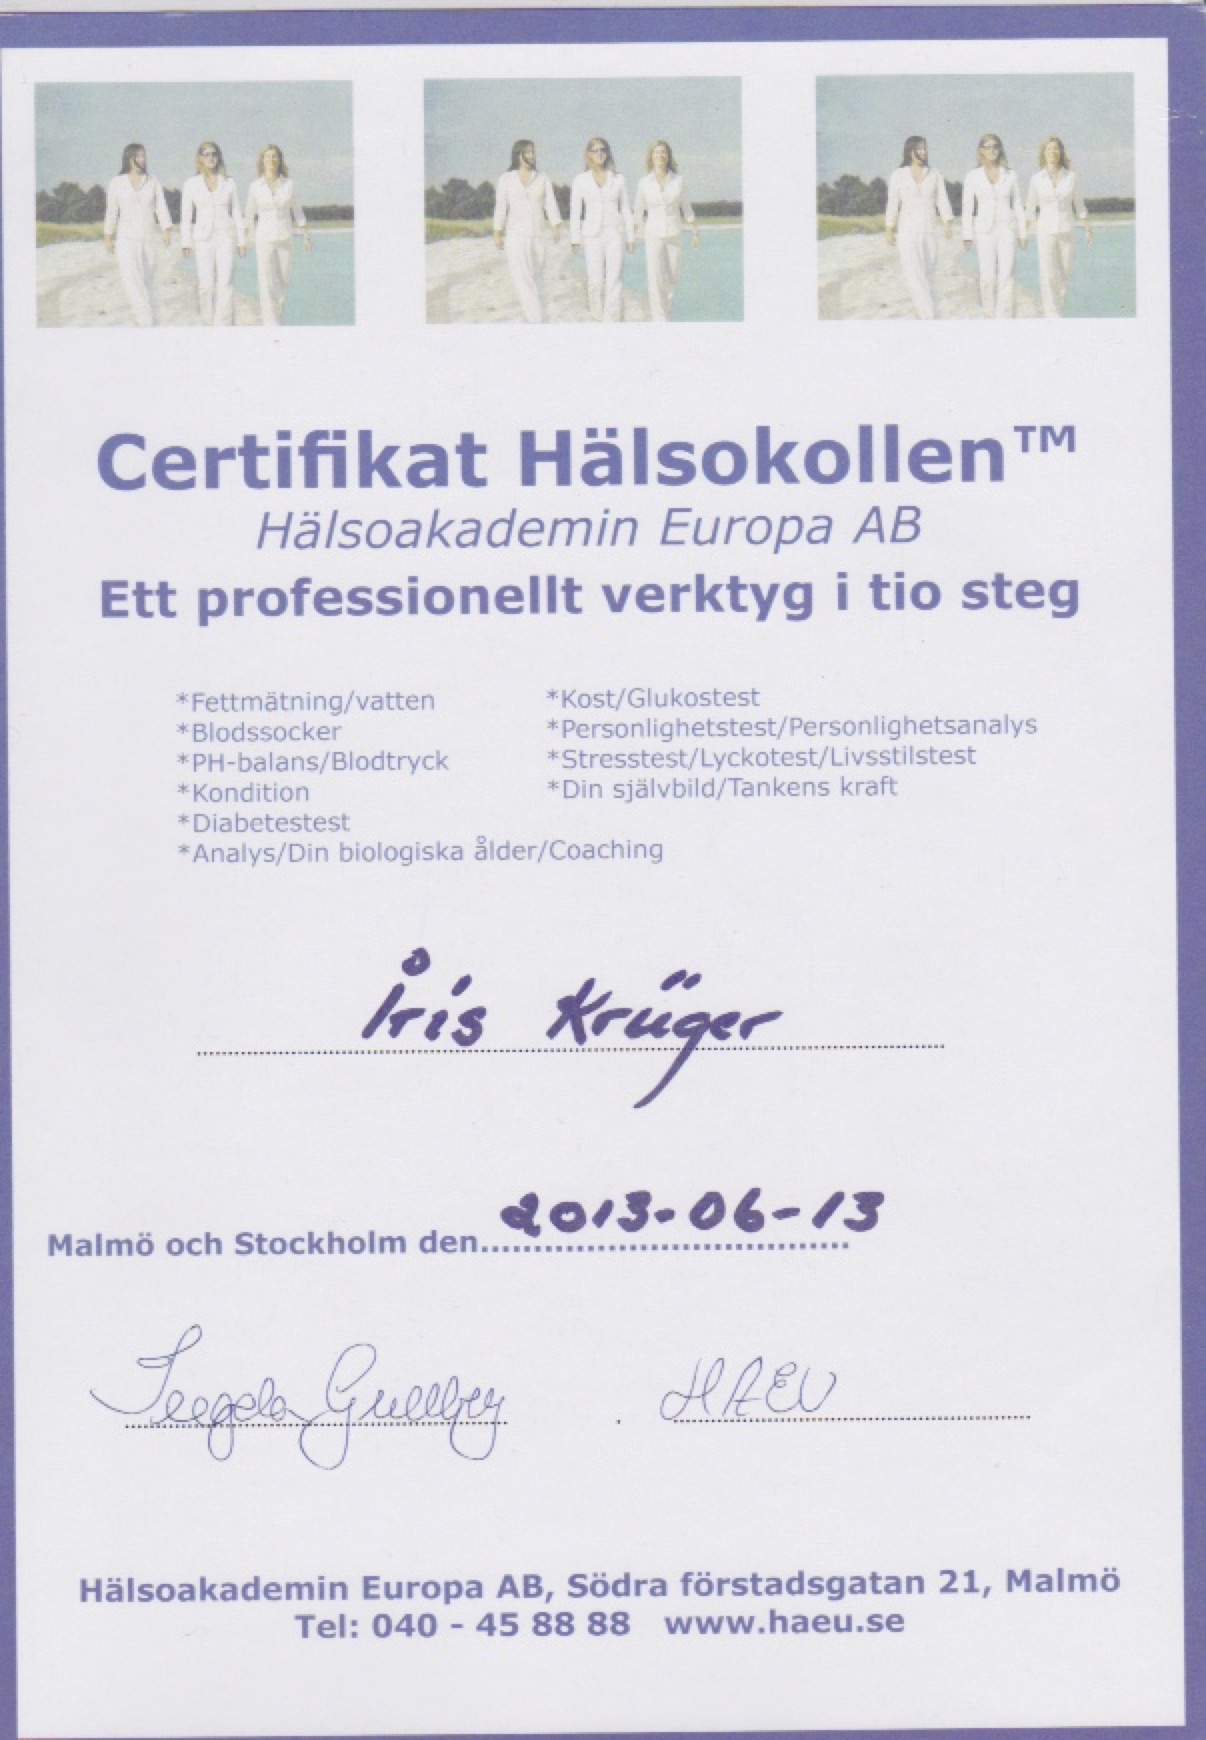 Certifikat Hälsokollen™
Hälsoakademin Europa AB
Ett professionellt verktyg i tio steg
*Fettmätning/vatten
*Blodssocker
*PH-balans/Blodtryck
*Kondition
*Diabetestest
*Analys/Din biologiska ålder/Coaching
*Kost/Glukostest
*Personlighetstest/Personlighetsanalys
*Stresstest/Lyckotest/Livsstilstest
*Din självbild/Tankens kraft
Iris Krüger
Malmö och Stockholm den 2013-06-13
HAEU
Hälsoakademin Europa AB, Södra förstadsgatan 21, Malmö
Tel: 040 - 45 88 88 www.haeu.se